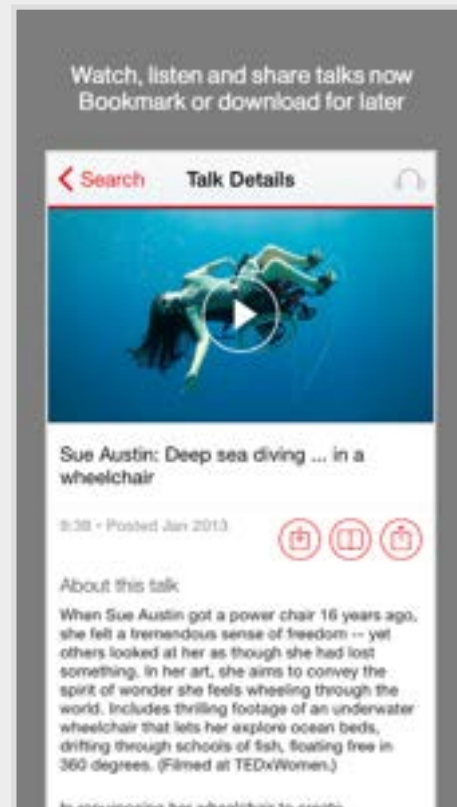 Watch, listen and share talks now
Bookmark or download for later
Search Talk Details
Sue Austin: Deep sea diving ... in a
wheelchair
9:38 • Posted Jan 2013
About this talk
When Sue Austin got a power chair 16 years ago,
she felt a tremendous sense of freedom -- yet
others looked at her as though she had lost
something. In her art, she aims to convey the
spirit of wonder she feels wheeling through the
world. Includes thrilling footage of an underwater
wheelchair that lets her explore ocean beds,
drifting through schools of fish, floating free in
360 degrees. (Filmed at TEDxWomen.)